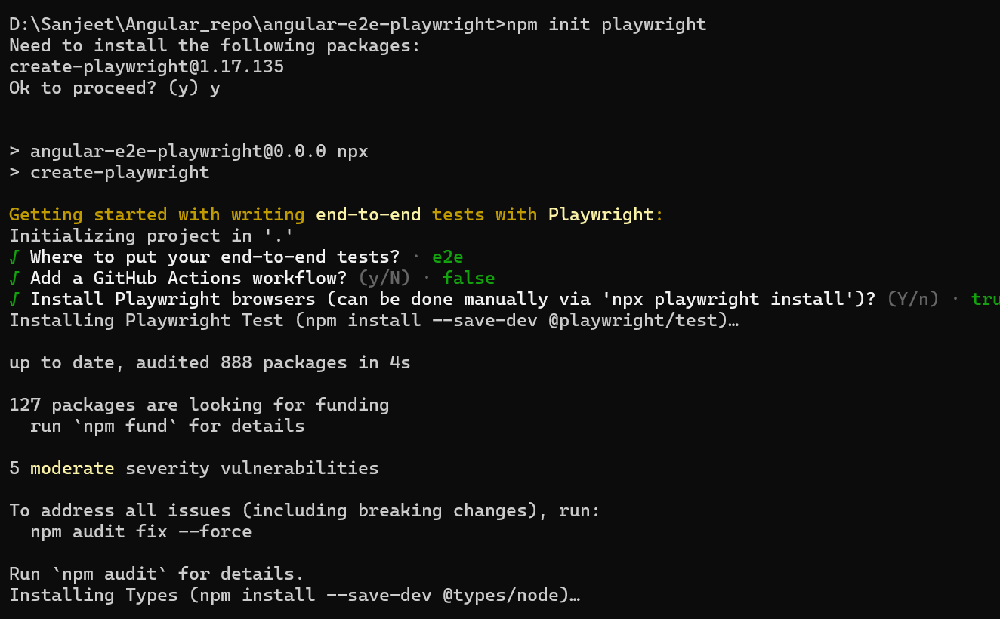 D:\Sanjeet\Angular_repo\angular-e2e-playwright>npm init playwright
Need to install the following packages:
create-playwright@1.17.135
Ok to proceed? (y) y
> angular-e2e-playwright@0.0.0 npx
> create-playwright
Getting started with writing end-to-end tests with Playwright:
Initializing project in '.'
√ Where to put your end-to-end tests? · e2e
√ Add a GitHub Actions workflow? (y/N) · false
√ Install Playwright browsers (can be done manually via 'npx playwright install')? (Y/n) · tru
Installing Playwright Test (npm install --save-dev @playwright/test)…
up to date, audited 888 packages in 4s
127 packages are looking for funding
  run `npm fund` for details
5 moderate severity vulnerabilities
To address all issues (including breaking changes), run:
  npm audit fix --force
Run `npm audit` for details.
Installing Types (npm install --save-dev @types/node)…